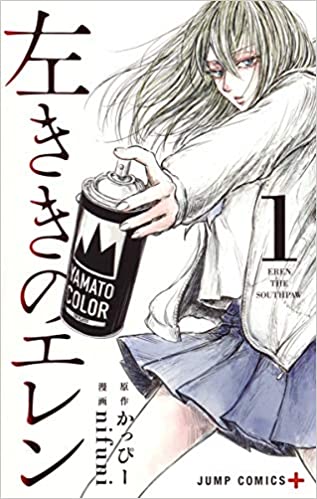 左ききのエレン
1
EREN
THE
SOUTHPAW
YAMATO
COLOR
原作 かっぴー
漫画 nifuni
JUMP COMICS+